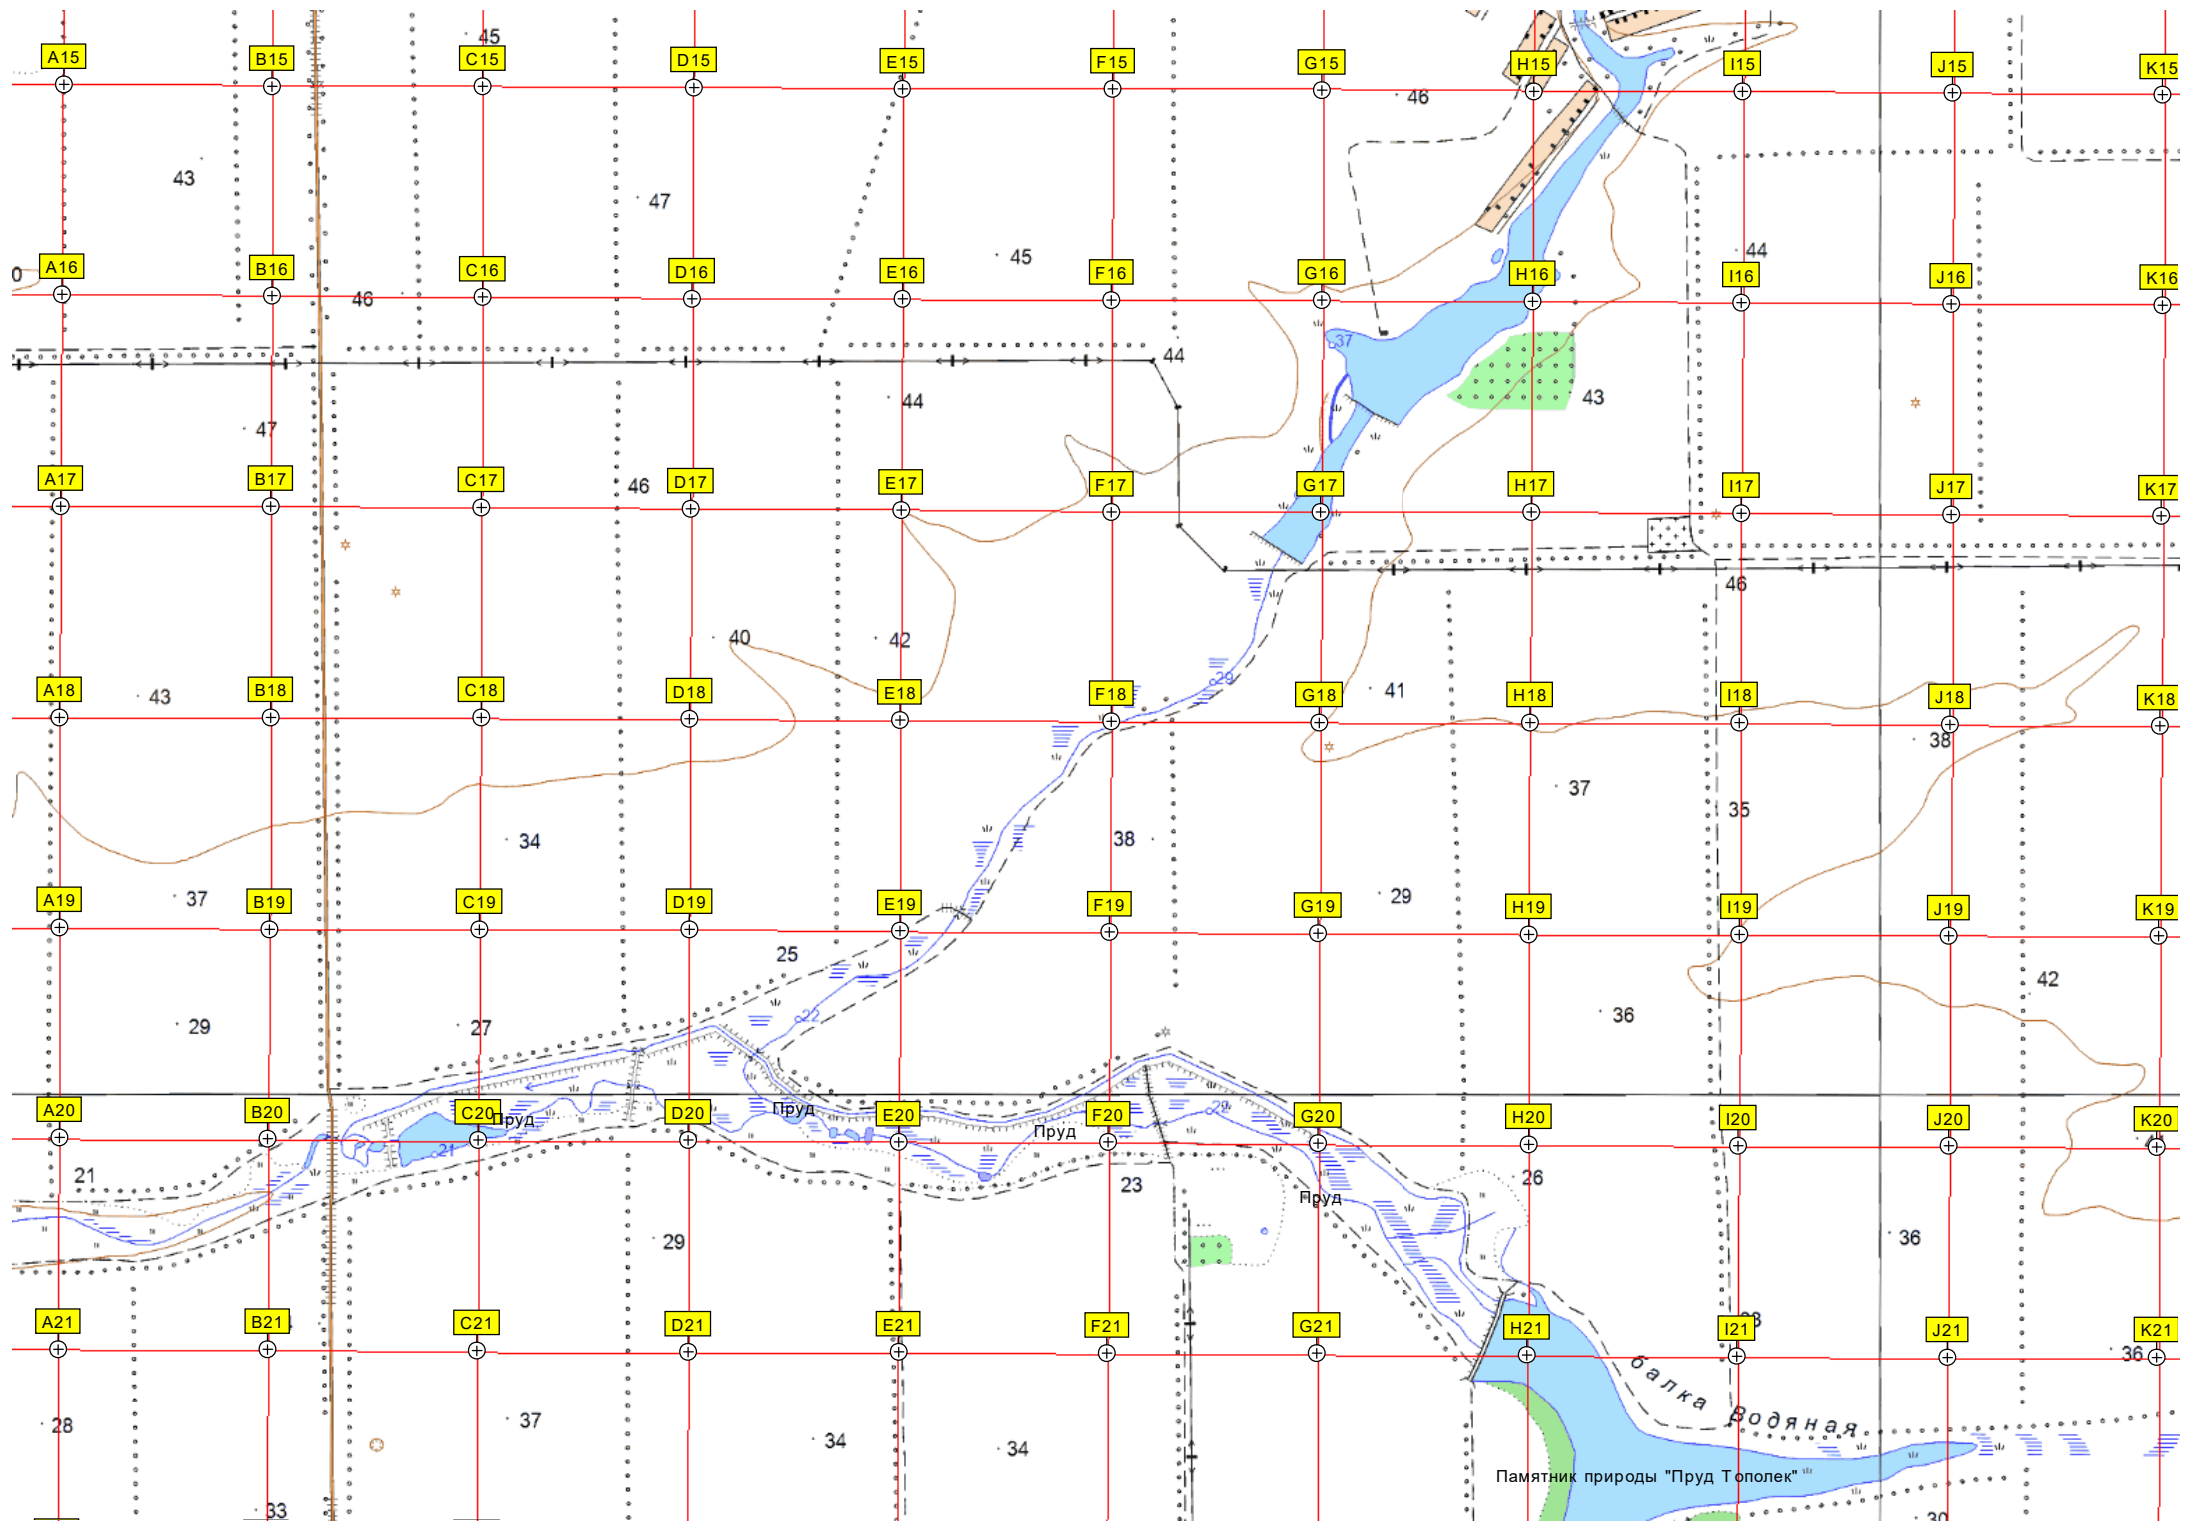 45
A15 B15 C15 D15 E15 F15 G15 H15 I15 J15 K15
46
43
47
44
45
0 A16 B16 C16 D16 E16 F16 G16 H16 I16 J16 K16
46
37
44
44 43
47
A17 B17 C17 46 D17 E17 F17 G17 H17 I17 J17 K17
46
40 42
29
A18 43 B18 C18 D18 E18 F18 G18 41 H18 I18 J18 K18
38
37
35
34 38
A19 37 B19 C19 D19 E19 F19 G19 29 H19 I19 J19 K19
25
42
29 27 22 36
A20 B20 C20 Пруд D20 Пруд E20 F20 29 G20 H20 I20 J20 K20
Пруд
21
21 23 26
Пруд
29 36
A21 B21 C21 D21 E21 F21 G21 H21 I21 J21 K21
36
балка Водяная
28 37 34 34
Памятник природы "Пруд Тополек"
33 30